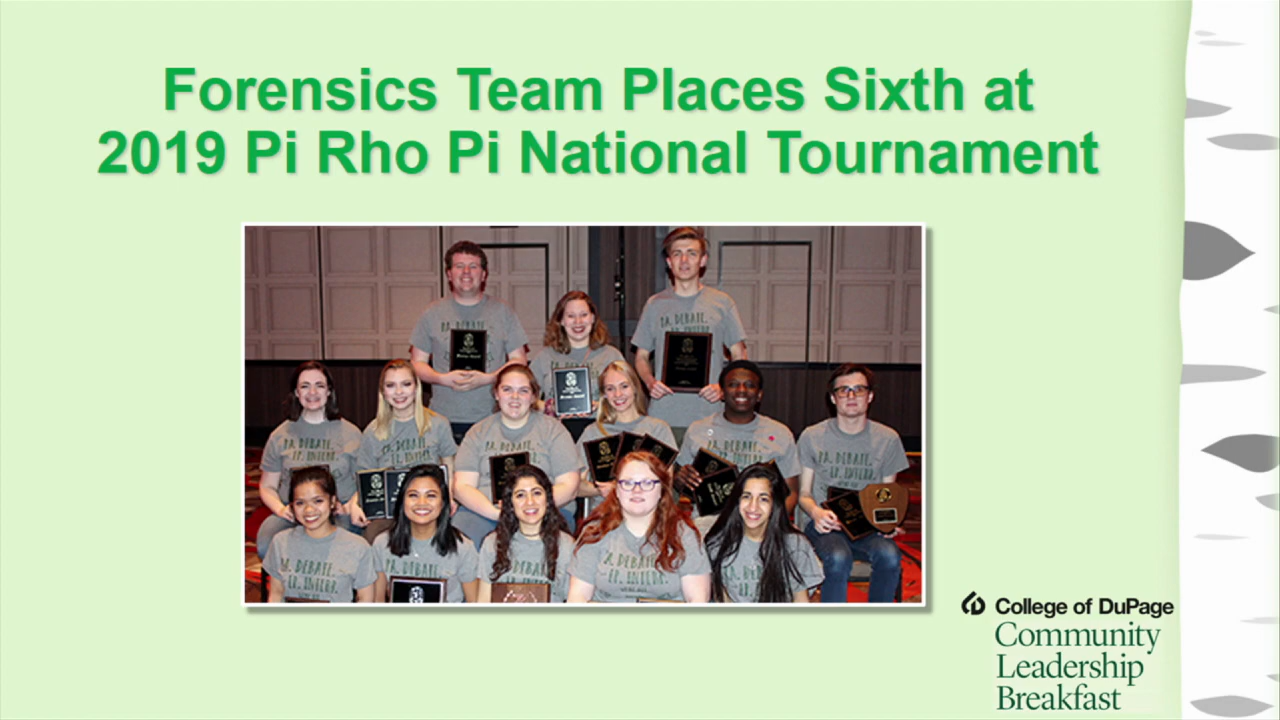 Forensics Team Places Sixth at
2019 Pi Rho Pi National Tournament
College of DuPage
Community
Leadership
Breakfast